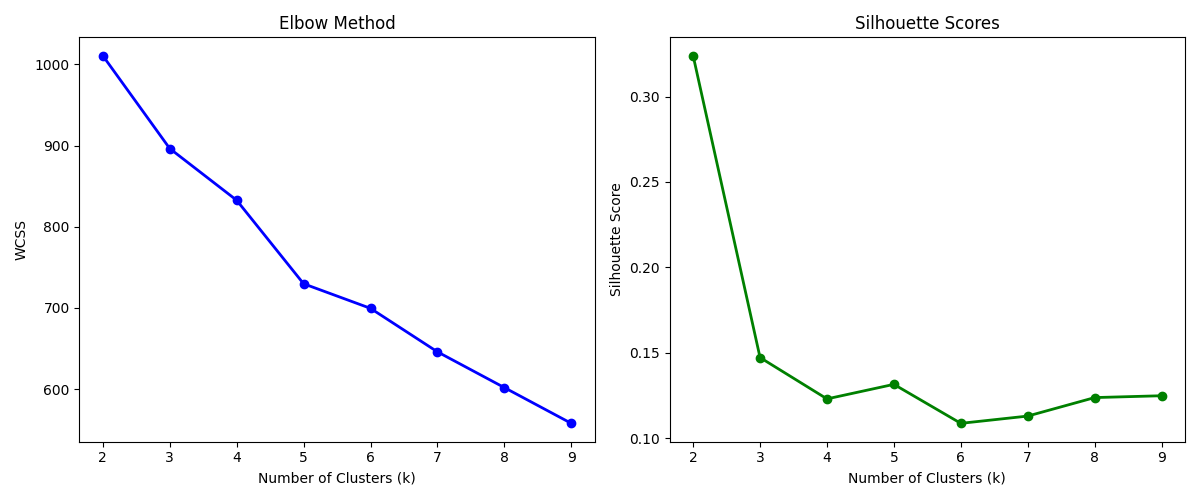 Elbow Method
WCSS
1000
900
800
700
600
2 3 4 5 6 7 8 9
Number of Clusters (k)
Silhouette Scores
Silhouette Score
0.30
0.25
0.20
0.15
0.10
2 3 4 5 6 7 8 9
Number of Clusters (k)